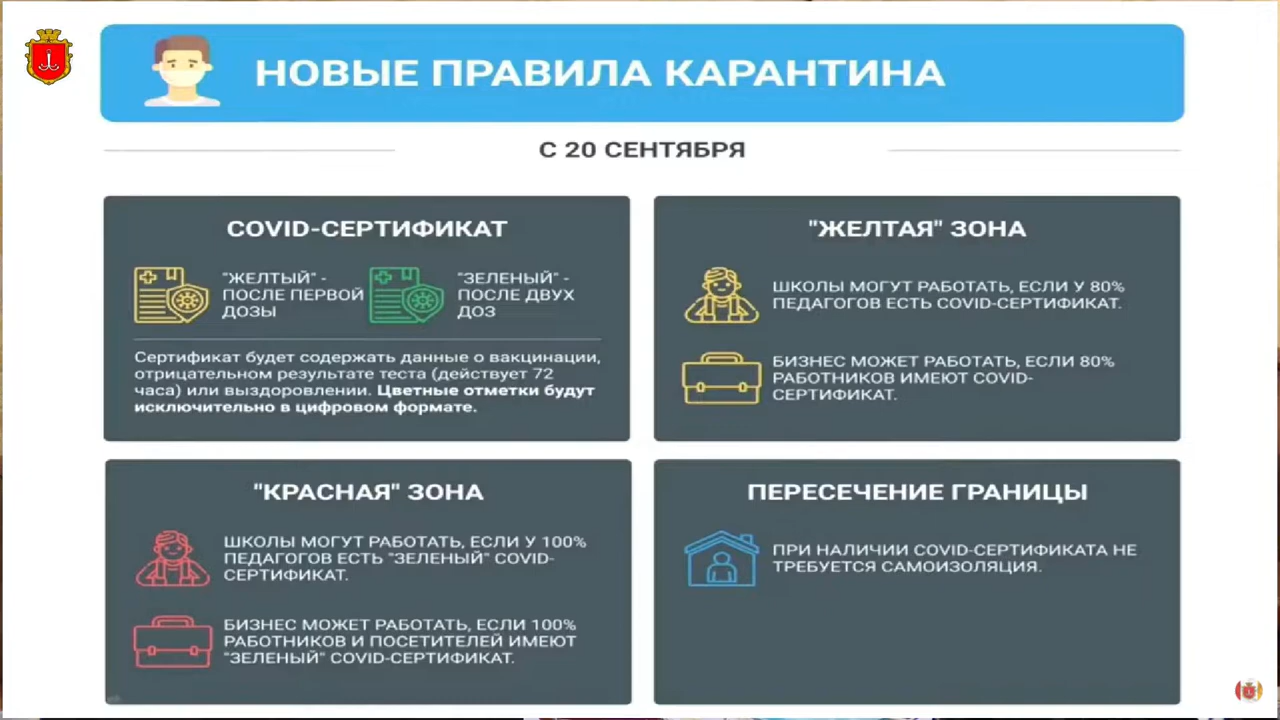 НОВЫЕ ПРАВИЛА КАРАНТИНА
С 20 СЕНТЯБРЯ
COVID-СЕРТИФИКАТ
"ЖЕЛТЫЙ" -
ПОСЛЕ ПЕРВОЙ
ДОЗЫ
"ЗЕЛЕНЫЙ" -
ПОСЛЕ ДВУХ
ДОЗ
Сертификат будет содержать данные о вакцинации,
отрицательном результате теста (действует 72
часа) или выздоровлении. Цветные отметки будут
исключительно в цифровом формате.
"ЖЕЛТАЯ" ЗОНА
ШКОЛЫ МОГУТ РАБОТАТЬ, ЕСЛИ У 80%
ПЕДАГОГОВ ЕСТЬ COVID-СЕРТИФИКАТ.
БИЗНЕС МОЖЕТ РАБОТАТЬ, ЕСЛИ 80%
РАБОТНИКОВ ИМЕЮТ COVID-
СЕРТИФИКАТ.
"КРАСНАЯ" ЗОНА
ШКОЛЫ МОГУТ РАБОТАТЬ, ЕСЛИ У 100%
ПЕДАГОГОВ ЕСТЬ "ЗЕЛЕНЫЙ" COVID-
СЕРТИФИКАТ.
БИЗНЕС МОЖЕТ РАБОТАТЬ, ЕСЛИ 100%
РАБОТНИКОВ И ПОСЕТИТЕЛЕЙ ИМЕЮТ
"ЗЕЛЕНЫЙ" COVID-СЕРТИФИКАТ.
ПЕРЕСЕЧЕНИЕ ГРАНИЦЫ
ПРИ НАЛИЧИИ COVID-СЕРТИФИКАТА НЕ
ТРЕБУЕТСЯ САМОИЗОЛЯЦИЯ.